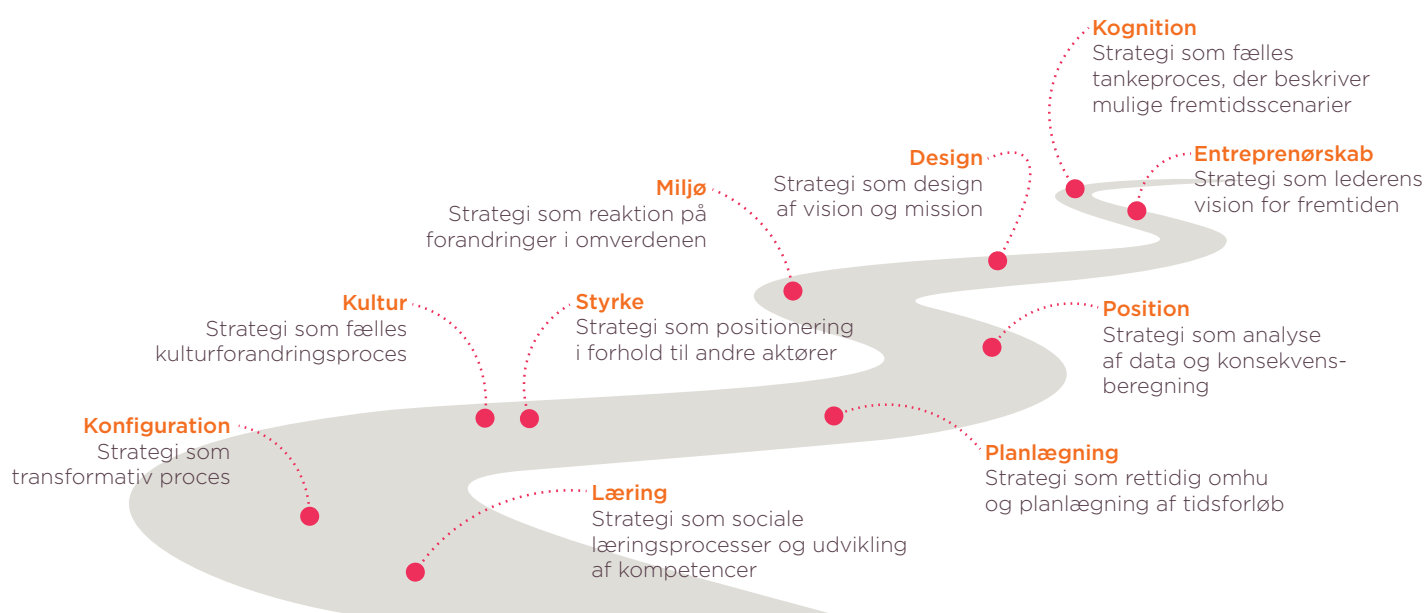 Kognition
Strategi som fælles
tankeproces, der beskriver
mulige fremtidsscenarier
Design
Strategi som design
af vision og mission
Entreprenørskab
Strategi som lederens
vision for fremtiden
Miljø
Strategi som reaktion på
forandringer i omverdenen
Kultur
Strategi som fælles
kulturforandringsproces
Styrke
Strategi som positionering
i forhold til andre aktører
Position
Strategi som analyse
af data og konsekvens-
beregning
Konfiguration
Strategi som
transformativ proces
Planlægning
Strategi som rettidig omhu
og planlægning af tidsforløb
Læring
Strategi som sociale
læringsprocesser og udvikling
af kompetencer